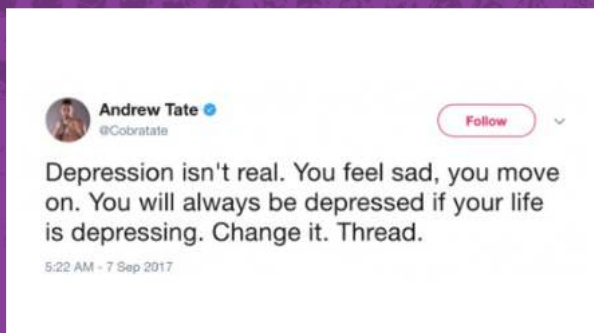 Andrew Tate
@Cobratate
Follow
Depression isn't real. You feel sad, you move
on. You will always be depressed if your life
is depressing. Change it. Thread.
5:22 AM - 7 Sep 2017